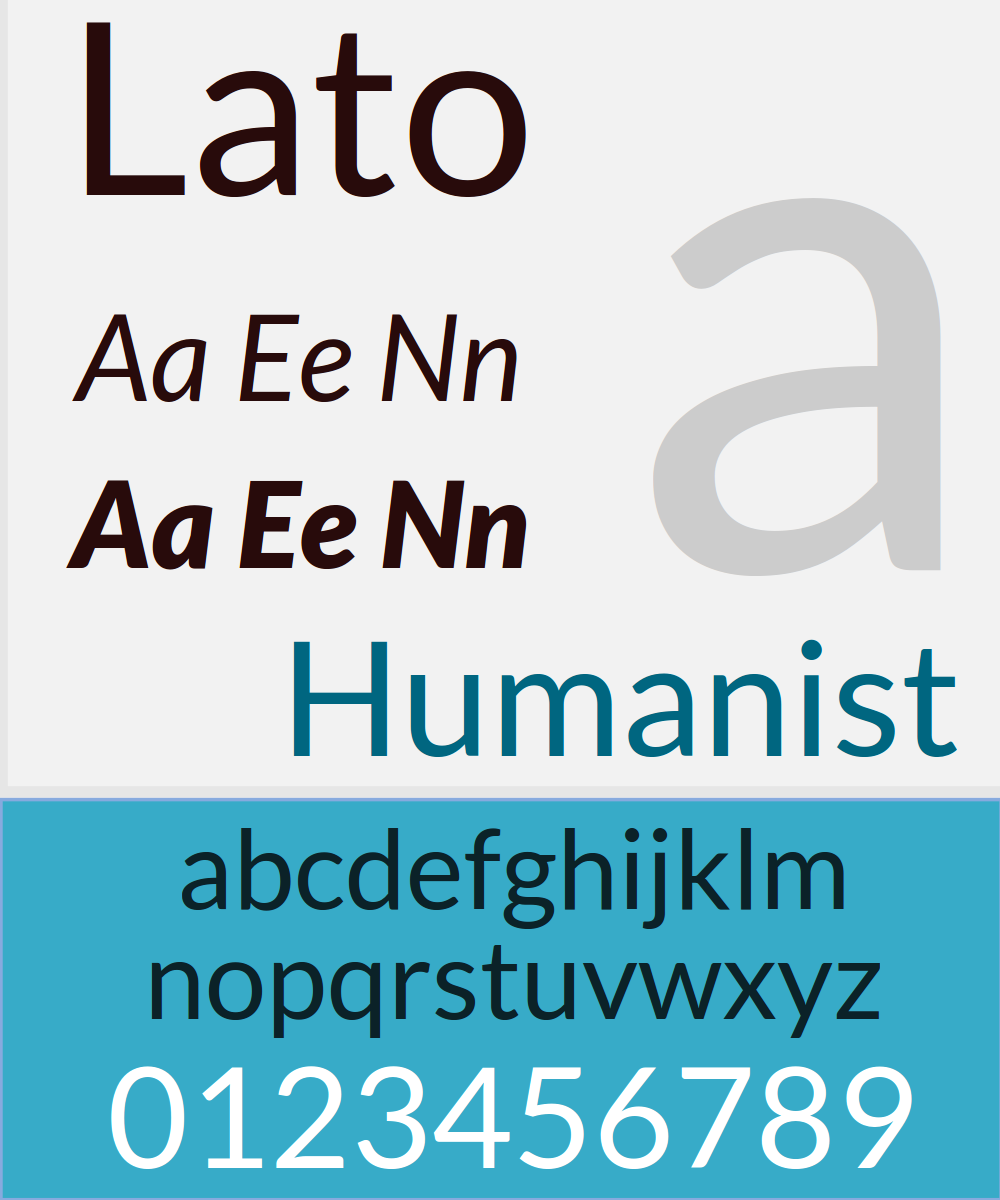 Lato
a
Aa Ee Nn
Aa Ee Nn
Humanist
abcdefghijklm
nopqrstuvwxyz
0123456789